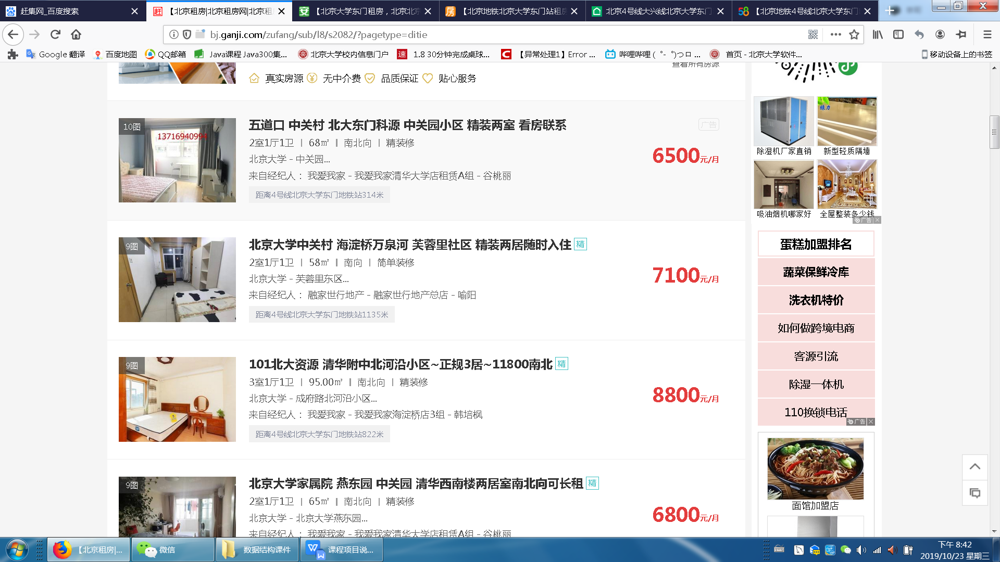 赶集网_百度搜索
【北京租房|北京租房网|北京租
【北京大学东门租房，北京北京
【北京地铁北京大学东门站租房
北京4号线大兴线北京大学东门
【北京地铁4号线北京大学东门
bj.ganji.com/zufang/sub/l8/s2082/?pagetype=ditie
Google 翻译
百度地图
QQ邮箱
Java课程 Java300集...
北京大学校内信息门户
1.8 30分钟完成桌球...
【异常处理1】Error ...
哔哩哔哩 ( ゜- ゜)つロ ...
首页 - 北京大学软件...
移动设备上的书签
查看所有房源
真实房源 无中介费 品质保证 贴心服务
10图
13716940994
五道口 中关村 北大东门科源 中关园小区 精装两室 看房联系
广告
2室1厅1卫 | 68㎡ | 南北向 | 精装修
北京大学 - 中关园...
6500元/月
来自经纪人： 我爱我家 - 我爱我家清华大学店租赁A组 - 谷桃丽
距离4号线北京大学东门地铁站314米
9图
北京大学中关村 海淀桥万泉河 芙蓉里社区 精装两居随时入住 精
2室1厅1卫 | 58㎡ | 南向 | 简单装修
北京大学 - 芙蓉里东区...
7100元/月
来自经纪人： 融家世行地产 - 融家世行地产总店 - 喻阳
距离4号线北京大学东门地铁站1135米
9图
101北大资源 清华附中北河沿小区~正规3居~11800南北 精
3室1厅1卫 | 95.00㎡ | 南北向 | 精装修
北京大学 - 成府路北河沿小区...
8800元/月
来自经纪人： 我爱我家 - 我爱我家海淀桥店3组 - 韩培枫
距离4号线北京大学东门地铁站822米
9图
北京大学家属院 燕东园 中关园 清华西南楼两居室南北向可长租 精
2室1厅1卫 | 65㎡ | 南北向 | 精装修
北京大学 - 北京大学燕东园...
6800元/月
来自经纪人： 我爱我家 - 我爱我家清华大学店租赁A组 - 谷桃丽
绿力
除湿机厂家直销
新型轻质隔墙
吸油烟机哪家好
全屋整装多少钱
广告
蛋糕加盟排名
蔬菜保鲜冷库
洗衣机特价
如何做跨境电商
客源引流
除湿一体机
110换锁电话
广告
面馆加盟店
【北京租房|...
微信
数据结构课件
课程项目说...
下午 8:42
2019/10/23 星期三